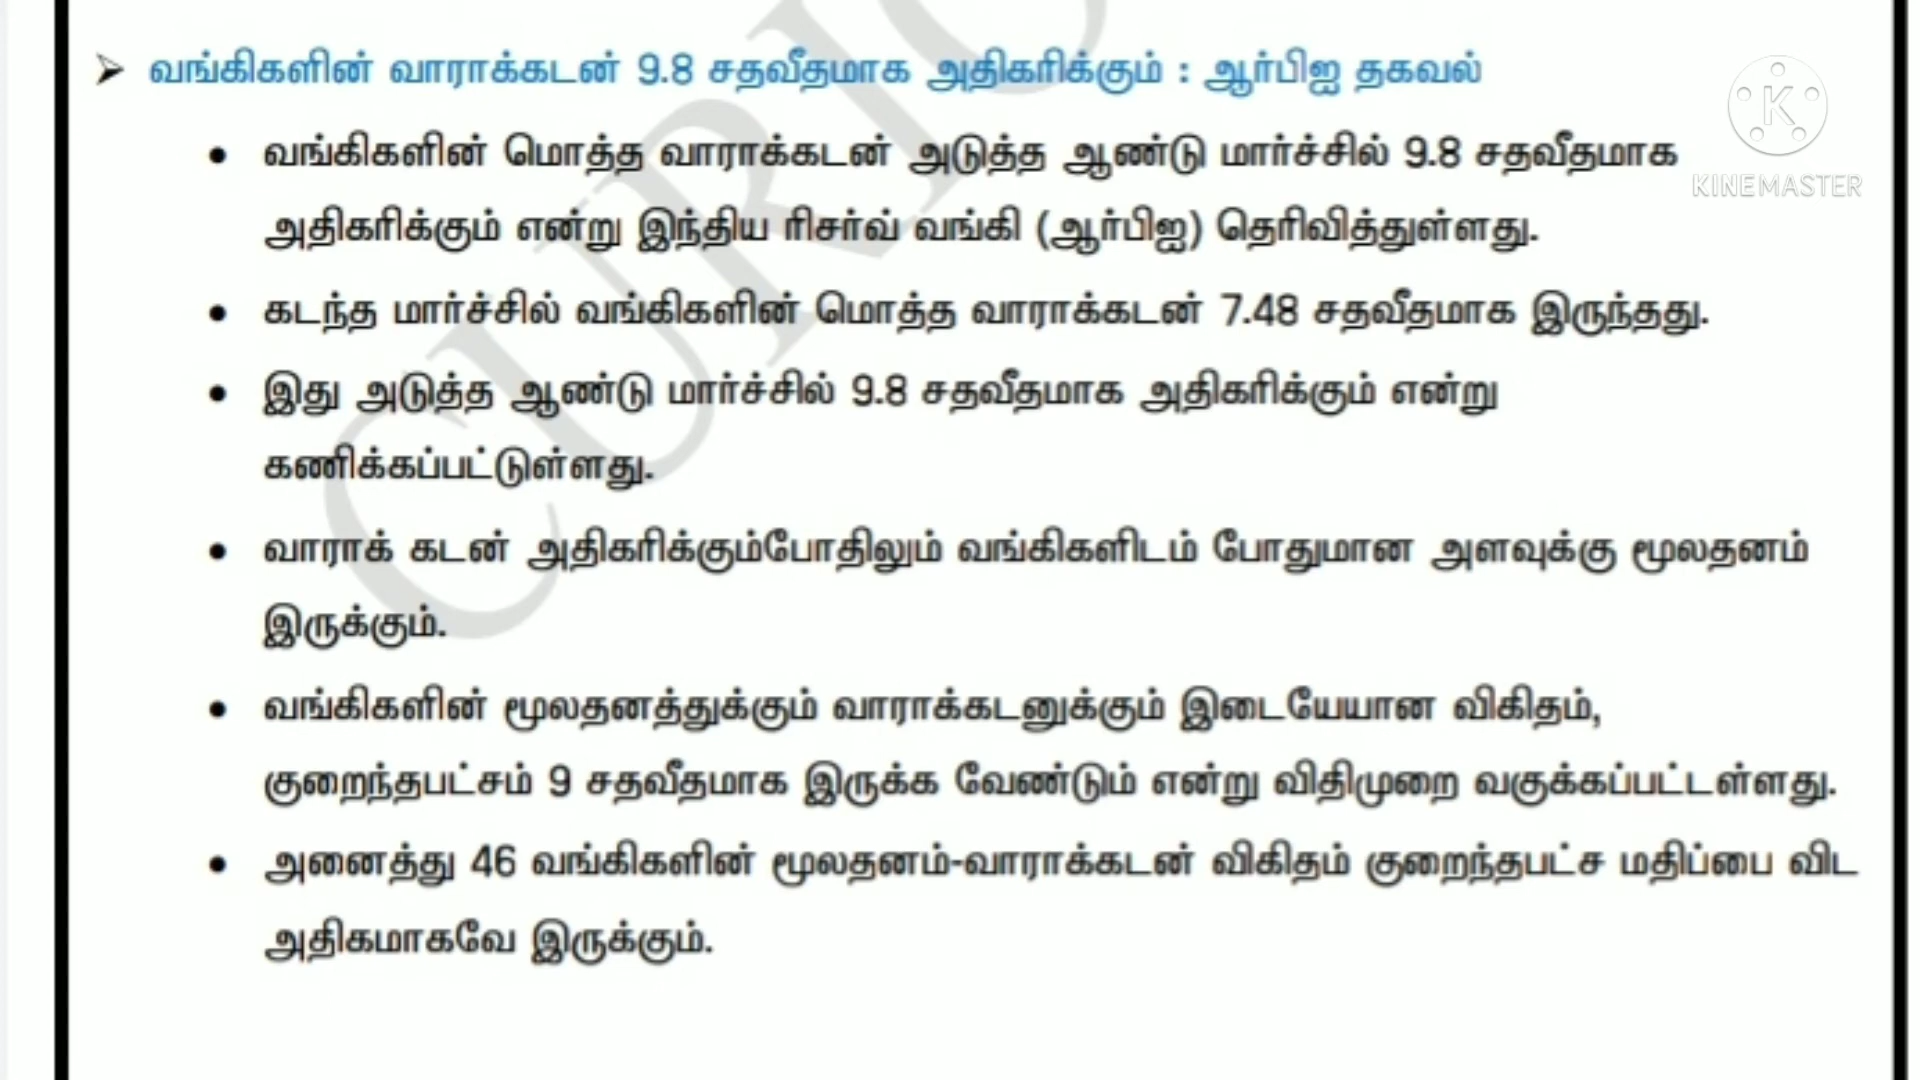 ➢ வங்கிகளின் வாராக்கடன் 9.8 சதவீதமாக அதிகரிக்கும் : ஆர்பிஐ தகவல்
• வங்கிகளின் மொத்த வாராக்கடன் அடுத்த ஆண்டு மார்ச்சில் 9.8 சதவீதமாக
அதிகரிக்கும் என்று இந்திய ரிசர்வ் வங்கி (ஆர்பிஐ) தெரிவித்துள்ளது.
• கடந்த மார்ச்சில் வங்கிகளின் மொத்த வாராக்கடன் 7.48 சதவீதமாக இருந்தது.
• இது அடுத்த ஆண்டு மார்ச்சில் 9.8 சதவீதமாக அதிகரிக்கும் என்று
கணிக்கப்பட்டுள்ளது.
• வாராக் கடன் அதிகரிக்கும்போதிலும் வங்கிகளிடம் போதுமான அளவுக்கு மூலதனம்
இருக்கும்.
• வங்கிகளின் மூலதனத்துக்கும் வாராக்கடனுக்கும் இடையேயான விகிதம்,
குறைந்தபட்சம் 9 சதவீதமாக இருக்க வேண்டும் என்று விதிமுறை வகுக்கப்பட்டள்ளது.
• அனைத்து 46 வங்கிகளின் மூலதனம்-வாராக்கடன் விகிதம் குறைந்தபட்ச மதிப்பை விட
அதிகமாகவே இருக்கும்.
K
KINEMASTER
CURIO